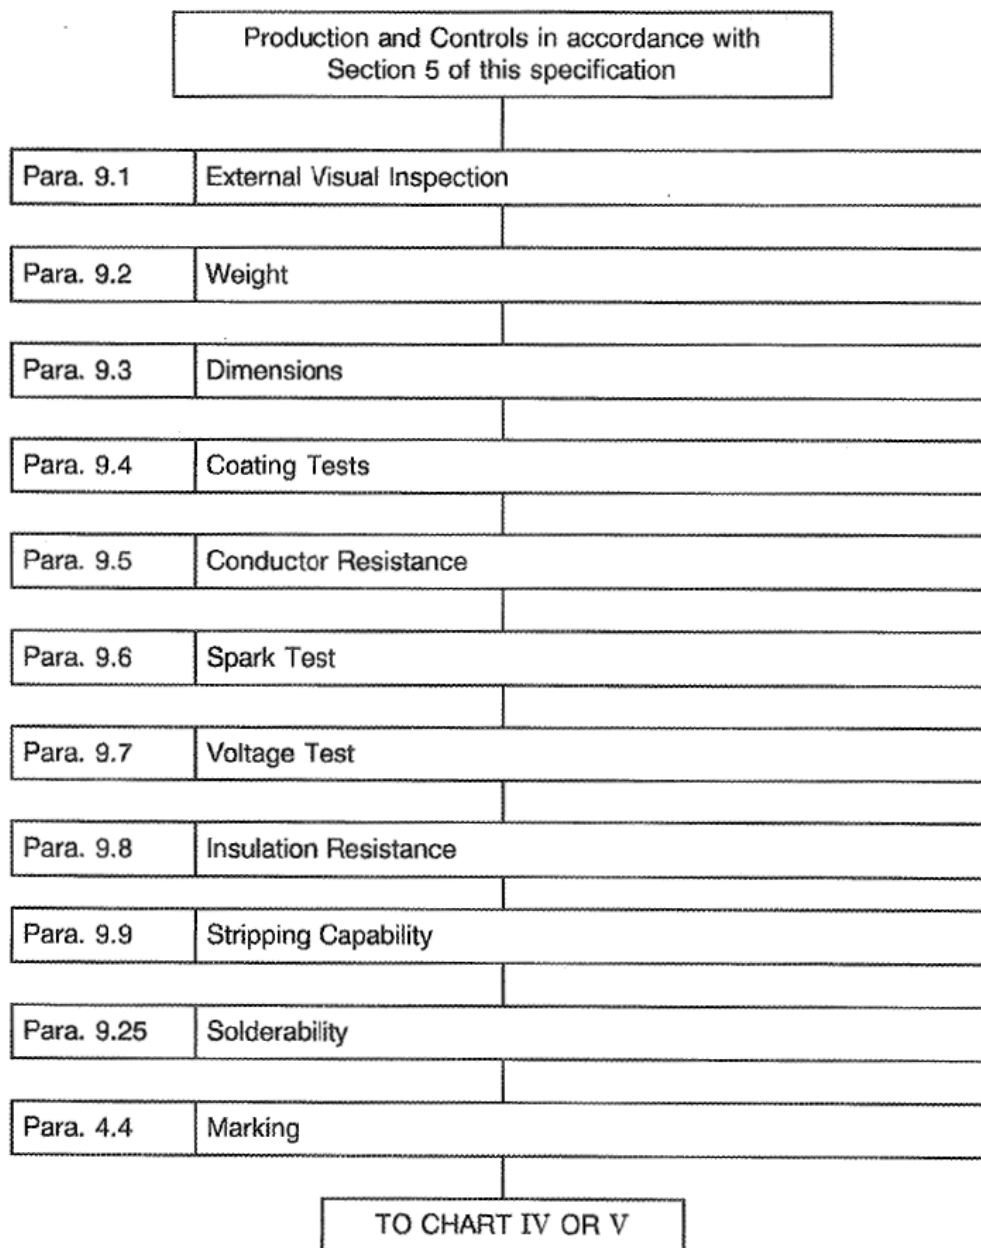 Production and Controls in accordance with
Section 5 of this specification
Para. 9.1 External Visual Inspection
Para. 9.2 Weight
Para. 9.3 Dimensions
Para. 9.4 Coating Tests
Para. 9.5 Conductor Resistance
Para. 9.6 Spark Test
Para. 9.7 Voltage Test
Para. 9.8 Insulation Resistance
Para. 9.9 Stripping Capability
Para. 9.25 Solderability
Para. 4.4 Marking
TO CHART IV OR V